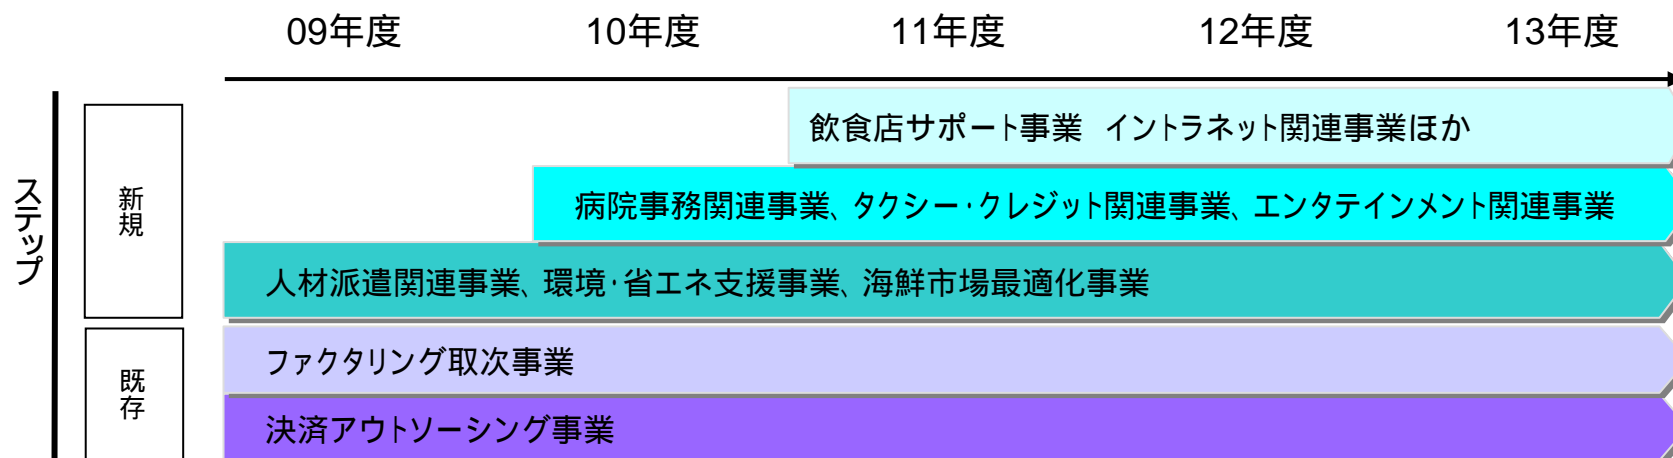 09年度 10年度 11年度 12年度 13年度
ステップ
新規
飲食店サポート事業 イントラネット関連事業ほか
病院事務関連事業、タクシー・クレジット関連事業、エンタテインメント関連事業
人材派遣関連事業、環境・省エネ支援事業、海鮮市場最適化事業
既存
ファクタリング取次事業
決済アウトソーシング事業